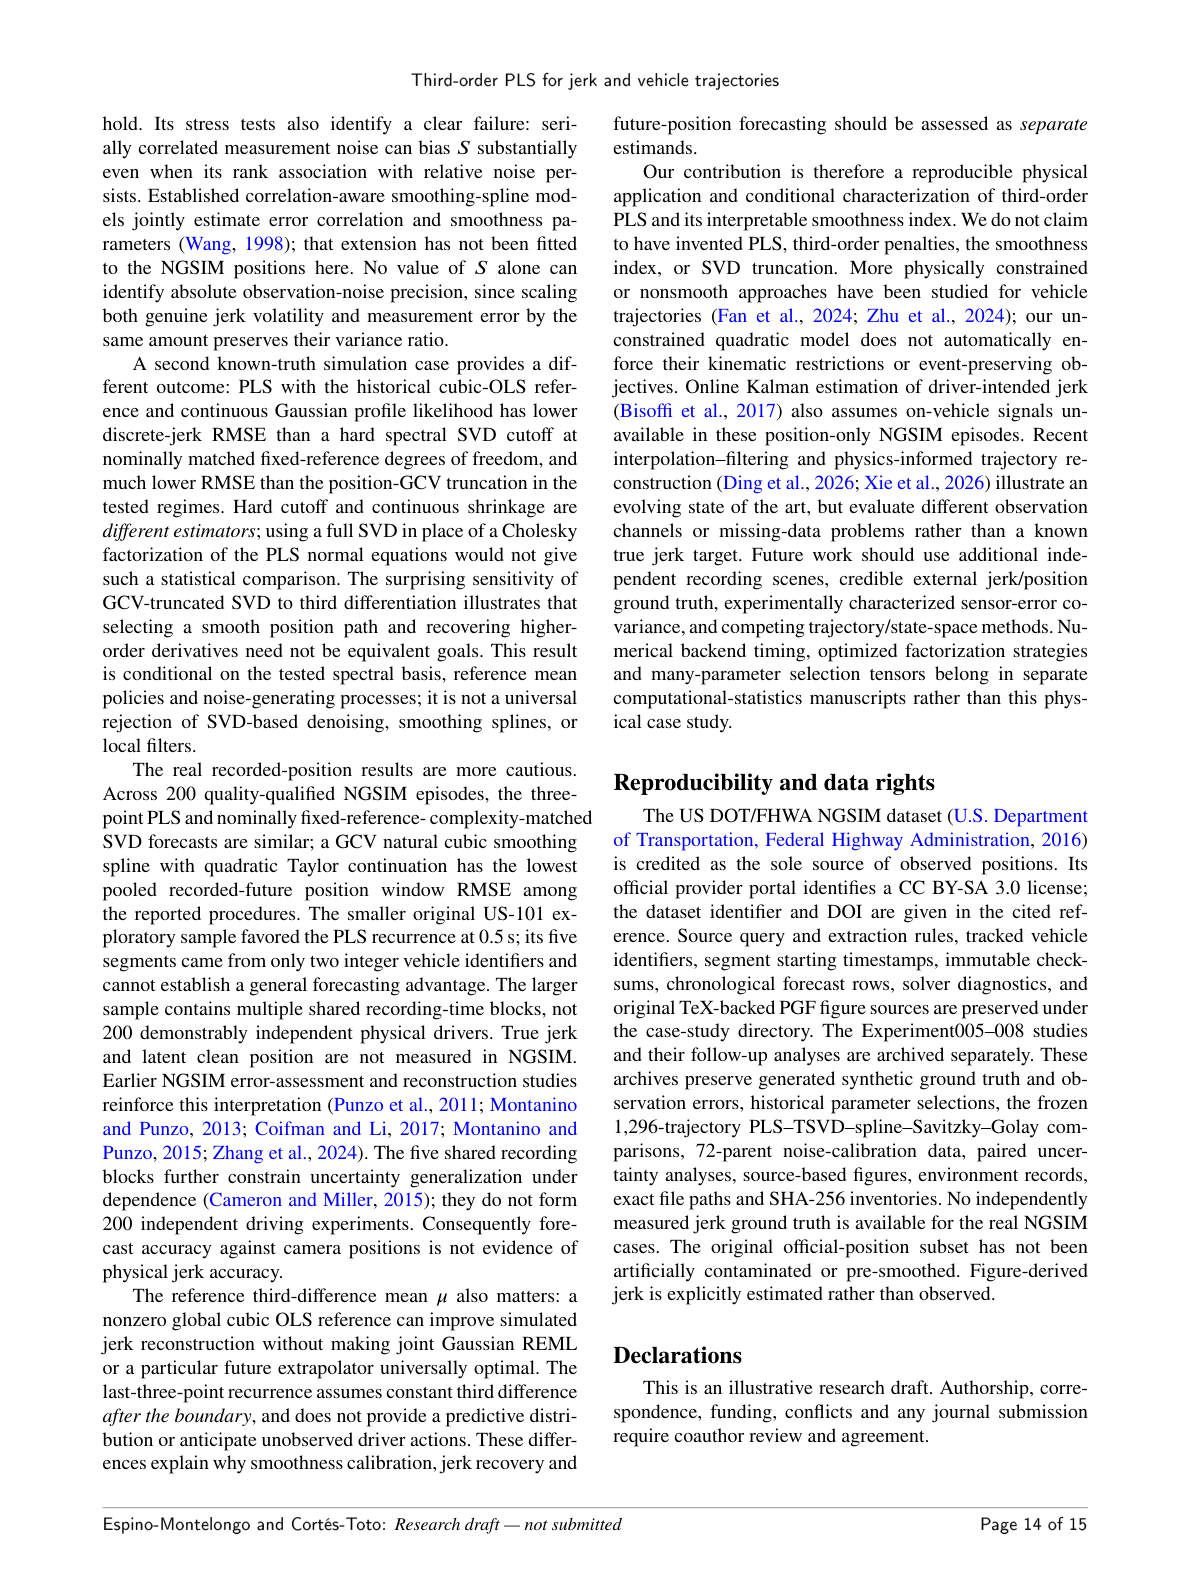 Third-order PLS for jerk and vehicle trajectories
hold. Its stress tests also identify a clear failure: seri-
ally correlated measurement noise can bias S substantially
even when its rank association with relative noise per-
sists. Established correlation-aware smoothing-spline mod-
els jointly estimate error correlation and smoothness pa-
rameters (Wang, 1998); that extension has not been fitted
to the NGSIM positions here. No value of S alone can
identify absolute observation-noise precision, since scaling
both genuine jerk volatility and measurement error by the
same amount preserves their variance ratio.
A second known-truth simulation case provides a dif-
ferent outcome: PLS with the historical cubic-OLS refer-
ence and continuous Gaussian profile likelihood has lower
discrete-jerk RMSE than a hard spectral SVD cutoff at
nominally matched fixed-reference degrees of freedom, and
much lower RMSE than the position-GCV truncation in the
tested regimes. Hard cutoff and continuous shrinkage are
different estimators; using a full SVD in place of a Cholesky
factorization of the PLS normal equations would not give
such a statistical comparison. The surprising sensitivity of
GCV-truncated SVD to third differentiation illustrates that
selecting a smooth position path and recovering higher-
order derivatives need not be equivalent goals. This result
is conditional on the tested spectral basis, reference mean
policies and noise-generating processes; it is not a universal
rejection of SVD-based denoising, smoothing splines, or
local filters.
The real recorded-position results are more cautious.
Across 200 quality-qualified NGSIM episodes, the three-
point PLS and nominally fixed-reference- complexity-matched
SVD forecasts are similar; a GCV natural cubic smoothing
spline with quadratic Taylor continuation has the lowest
pooled recorded-future position window RMSE among
the reported procedures. The smaller original US-101 ex-
ploratory sample favored the PLS recurrence at 0.5 s; its five
segments came from only two integer vehicle identifiers and
cannot establish a general forecasting advantage. The larger
sample contains multiple shared recording-time blocks, not
200 demonstrably independent physical drivers. True jerk
and latent clean position are not measured in NGSIM.
Earlier NGSIM error-assessment and reconstruction studies
reinforce this interpretation (Punzo et al., 2011; Montanino
and Punzo, 2013; Coifman and Li, 2017; Montanino and
Punzo, 2015; Zhang et al., 2024). The five shared recording
blocks further constrain uncertainty generalization under
dependence (Cameron and Miller, 2015); they do not form
200 independent driving experiments. Consequently fore-
cast accuracy against camera positions is not evidence of
physical jerk accuracy.
The reference third-difference mean μ also matters: a
nonzero global cubic OLS reference can improve simulated
jerk reconstruction without making joint Gaussian REML
or a particular future extrapolator universally optimal. The
last-three-point recurrence assumes constant third difference
after the boundary, and does not provide a predictive distri-
bution or anticipate unobserved driver actions. These differ-
ences explain why smoothness calibration, jerk recovery and
future-position forecasting should be assessed as separate
estimands.
Our contribution is therefore a reproducible physical
application and conditional characterization of third-order
PLS and its interpretable smoothness index. We do not claim
to have invented PLS, third-order penalties, the smoothness
index, or SVD truncation. More physically constrained
or nonsmooth approaches have been studied for vehicle
trajectories (Fan et al., 2024; Zhu et al., 2024); our un-
constrained quadratic model does not automatically en-
force their kinematic restrictions or event-preserving ob-
jectives. Online Kalman estimation of driver-intended jerk
(Bisoffi et al., 2017) also assumes on-vehicle signals un-
available in these position-only NGSIM episodes. Recent
interpolation–filtering and physics-informed trajectory re-
construction (Ding et al., 2026; Xie et al., 2026) illustrate an
evolving state of the art, but evaluate different observation
channels or missing-data problems rather than a known
true jerk target. Future work should use additional inde-
pendent recording scenes, credible external jerk/position
ground truth, experimentally characterized sensor-error co-
variance, and competing trajectory/state-space methods. Nu-
merical backend timing, optimized factorization strategies
and many-parameter selection tensors belong in separate
computational-statistics manuscripts rather than this phys-
ical case study.
Reproducibility and data rights
The US DOT/FHWA NGSIM dataset (U.S. Department
of Transportation, Federal Highway Administration, 2016)
is credited as the sole source of observed positions. Its
official provider portal identifies a CC BY-SA 3.0 license;
the dataset identifier and DOI are given in the cited ref-
erence. Source query and extraction rules, tracked vehicle
identifiers, segment starting timestamps, immutable check-
sums, chronological forecast rows, solver diagnostics, and
original TeX-backed PGF figure sources are preserved under
the case-study directory. The Experiment005–008 studies
and their follow-up analyses are archived separately. These
archives preserve generated synthetic ground truth and ob-
servation errors, historical parameter selections, the frozen
1,296-trajectory PLS–TSVD–spline–Savitzky–Golay com-
parisons, 72-parent noise-calibration data, paired uncer-
tainty analyses, source-based figures, environment records,
exact file paths and SHA-256 inventories. No independently
measured jerk ground truth is available for the real NGSIM
cases. The original official-position subset has not been
artificially contaminated or pre-smoothed. Figure-derived
jerk is explicitly estimated rather than observed.
Declarations
This is an illustrative research draft. Authorship, corre-
spondence, funding, conflicts and any journal submission
require coauthor review and agreement.
Espino-Montelongo and Cortés-Toto: Research draft — not submitted
Page 14 of 15